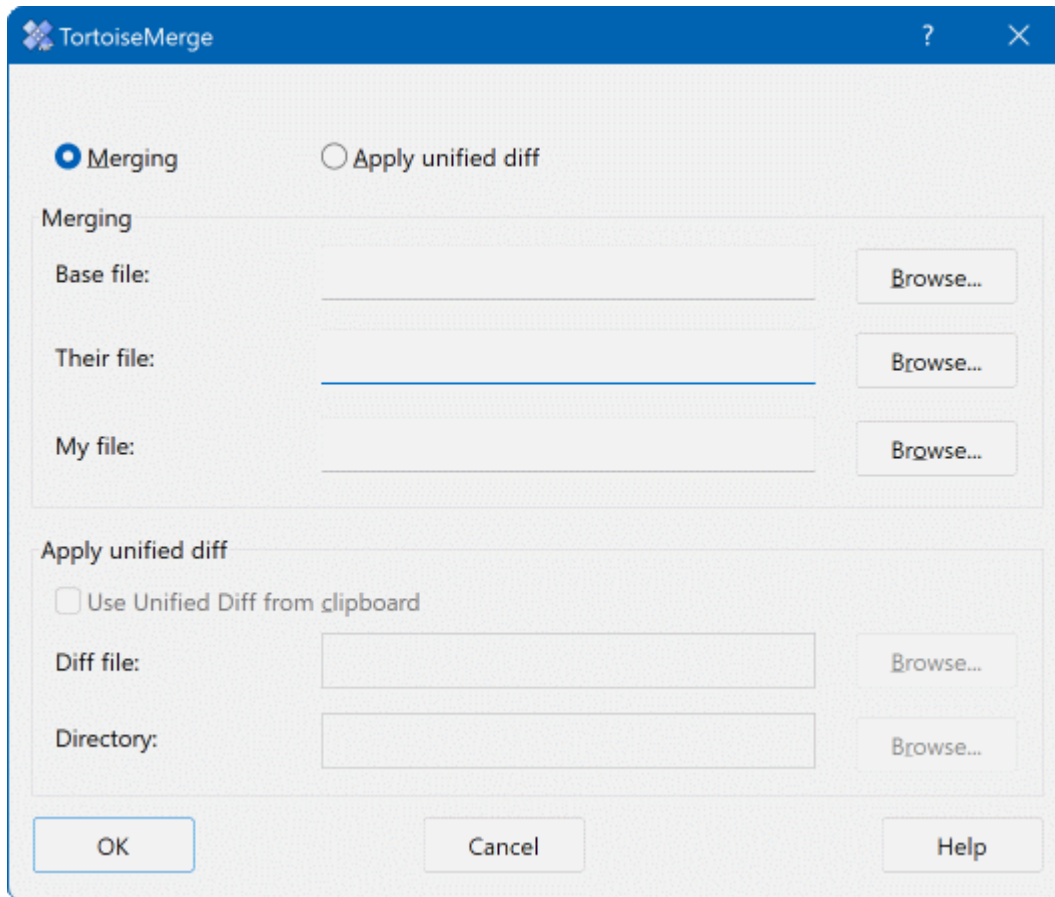 TortoiseMerge ?
Merging Apply unified diff
Merging
Base file: Browse...
Their file: Browse...
My file: Browse...
Apply unified diff
Use Unified Diff from clipboard
Diff file: Browse...
Directory: Browse...
OK Cancel Help